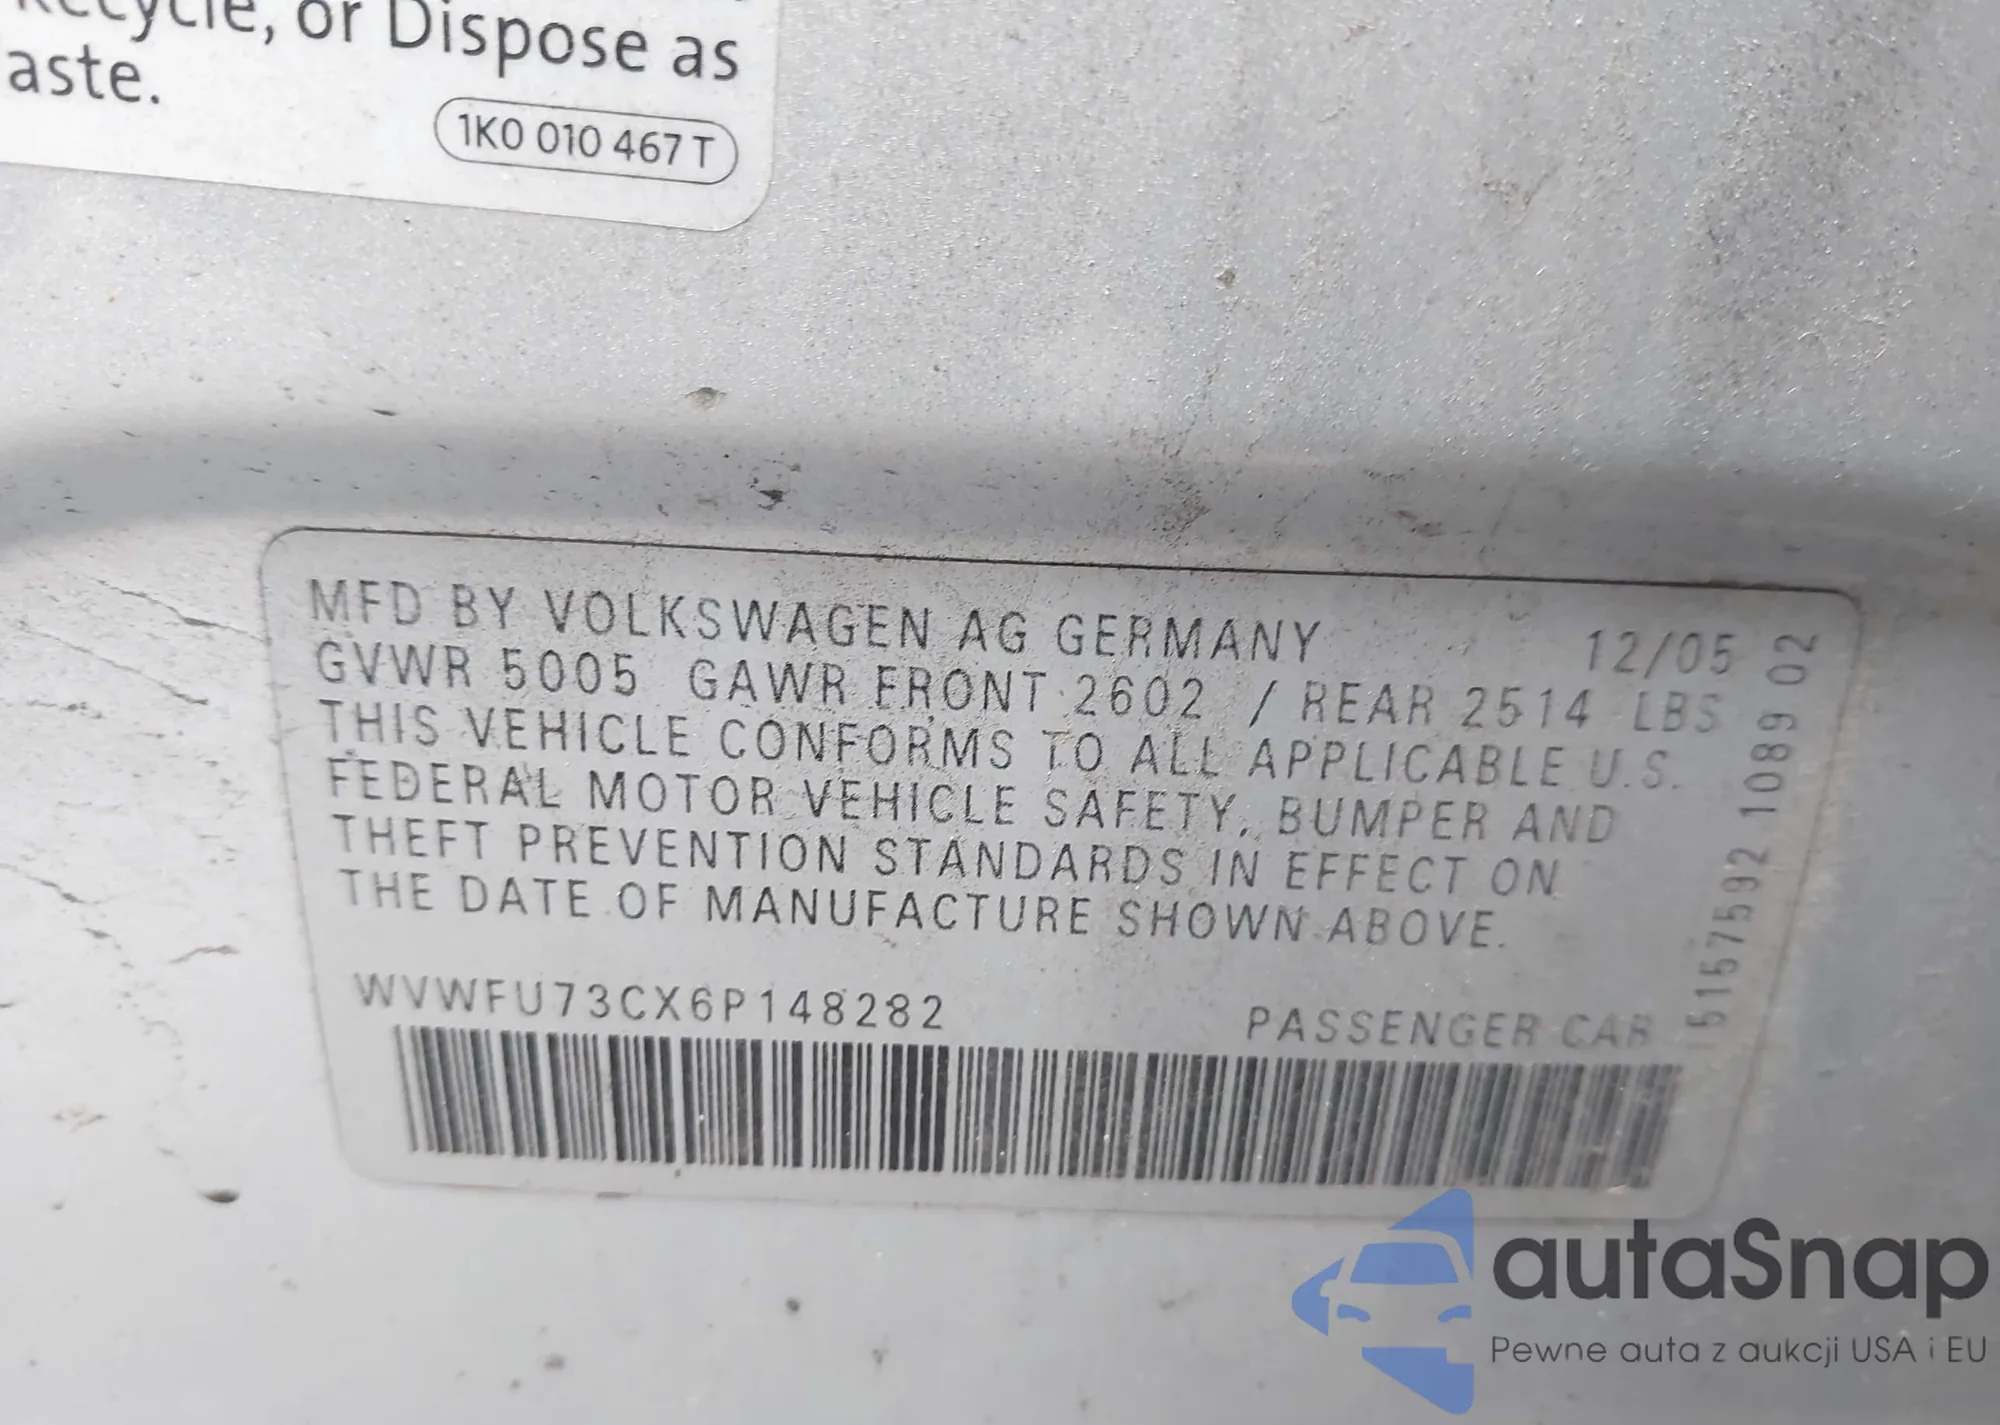 Recycle, or Dispose as
aste.
1K0 010 467 T
MFD BY VOLKSWAGEN AG GERMANY 12/05
GVWR 5005 GAWR FRONT 2602 / REAR 2514 LBS
THIS VEHICLE CONFORMS TO ALL APPLICABLE U.S.
FEDERAL MOTOR VEHICLE SAFETY, BUMPER AND
THEFT PREVENTION STANDARDS IN EFFECT ON
THE DATE OF MANUFACTURE SHOWN ABOVE.
WVWFU73CX6P148282 PASSENGER CAR
5157592 1089 02
autaSnap
Pewne auta z aukcji USA i EU